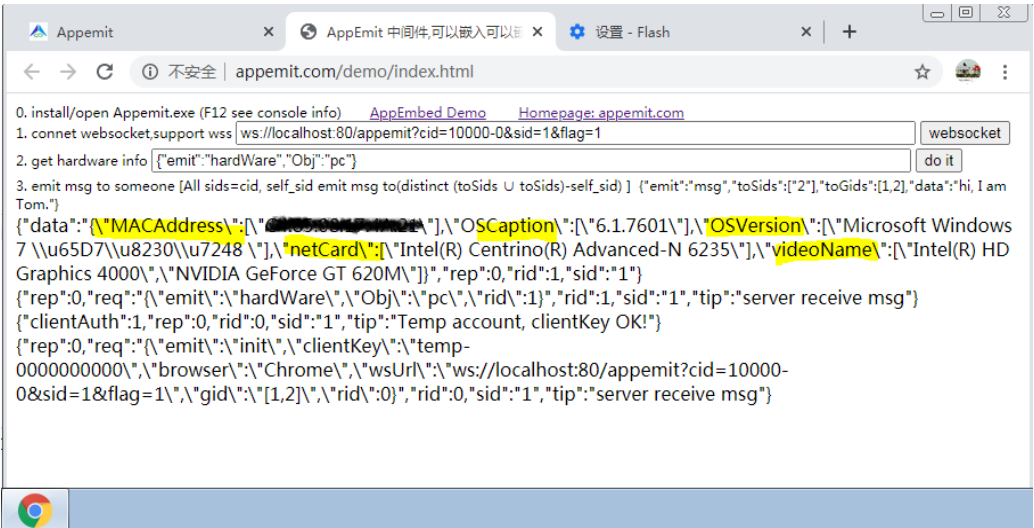 Appemit
AppEmit 中间件,可以嵌入可以
设置 - Flash
不安全 | appemit.com/demo/index.html
0. install/open Appemit.exe (F12 see console info) AppEmbed Demo Homepage: appemit.com
1. connet websocket,support wss ws://localhost:80/appemit?cid=10000-0&sid=1&flag=1 websocket
2. get hardware info {"emit":"hardWare","Obj":"pc"} do it
3. emit msg to someone [All sids=cid, self_sid emit msg to(distinct (toSids ∪ toSids)-self_sid) ] {"emit":"msg","toSids":["2"],"toGids":[1,2],"data":"hi, I am
Tom."}
{"data":"{\"MACAddress\":[\"\"],\"OSCaption\":[\"6.1.7601\"],\"OSVersion\":[\"Microsoft Windows
7 \\u65D7\\u8230\\u7248 \"],\"netCard\":[\"Intel(R) Centrino(R) Advanced-N 6235\"],\"videoName\":[\"Intel(R) HD
Graphics 4000\",\"NVIDIA GeForce GT 620M\"]}","rep":0,"rid":1,"sid":"1"}
{"rep":0,"req":"{\"emit\":\"hardWare\",\"Obj\":\"pc\",\"rid\":1}","rid":1,"sid":"1","tip":"server receive msg"}
{"clientAuth":1,"rep":0,"rid":0,"sid":"1","tip":"Temp account, clientKey OK!"}
{"rep":0,"req":"{\"emit\":\"init\",\"clientKey\":\"temp-
0000000000\",\"browser\":\"Chrome\",\"wsUrl\":\"ws://localhost:80/appemit?cid=10000-
0&sid=1&flag=1\",\"gid\":\"[1,2]\",\"rid\":0}","rid":0,"sid":"1","tip":"server receive msg"}